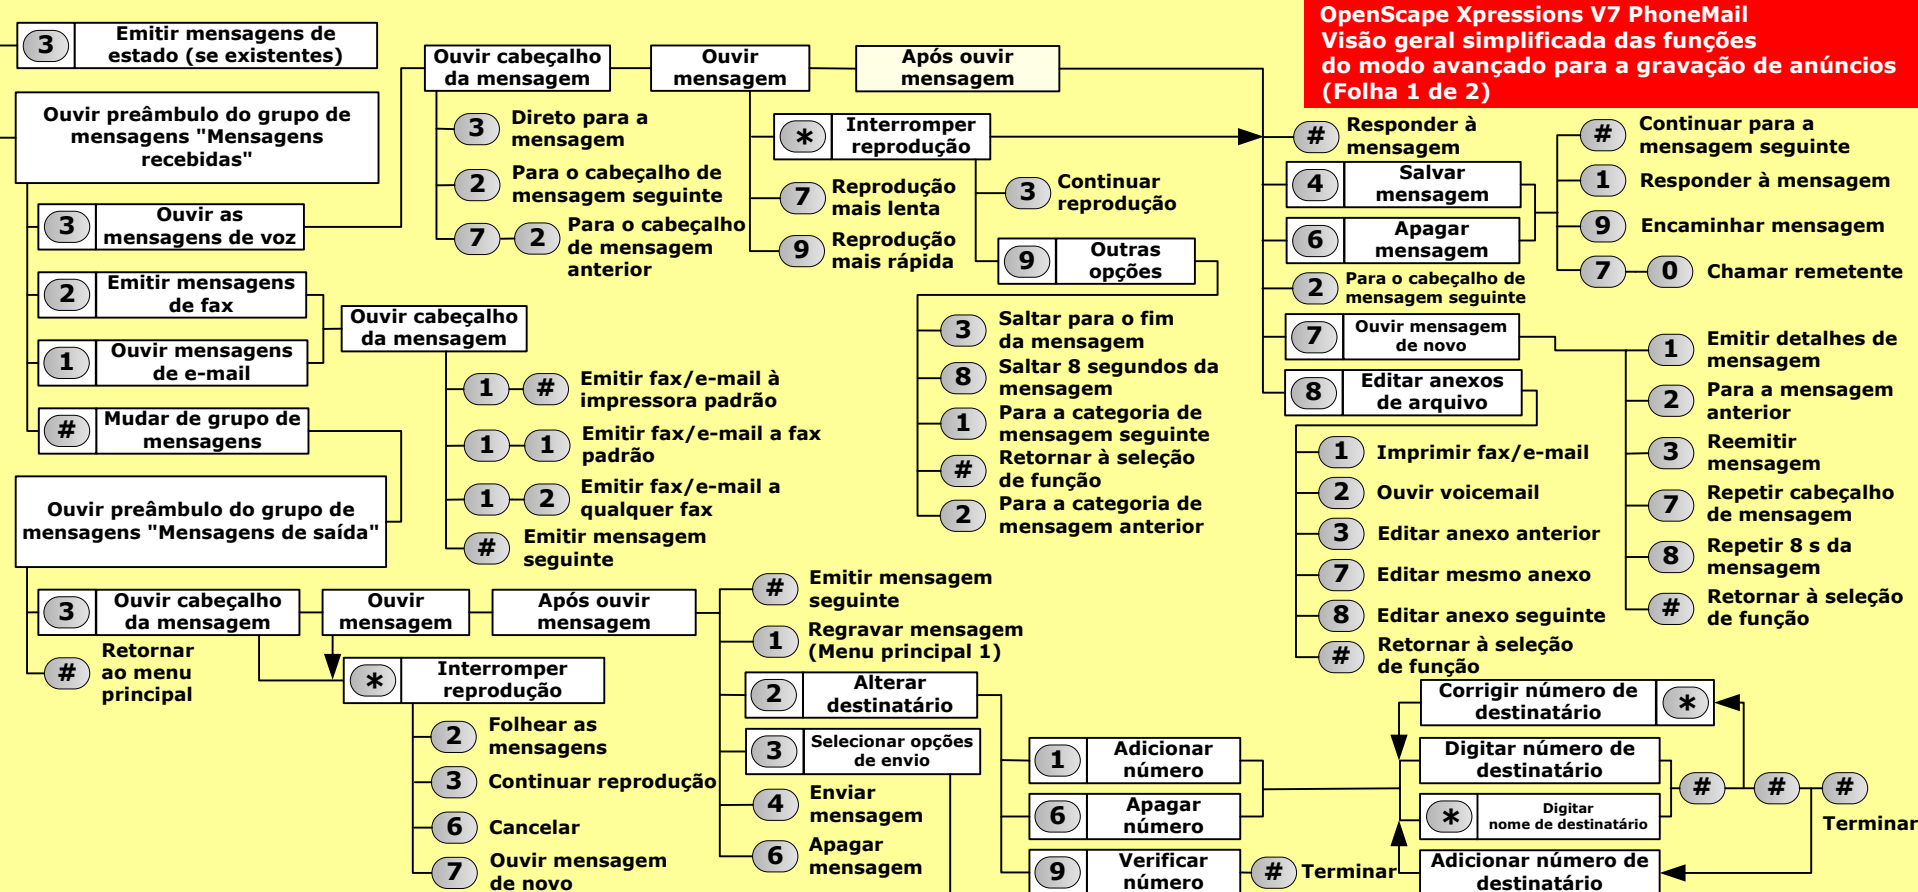 OpenScape Xpressions V7 PhoneMail
Visão geral simplificada das funções
do modo avançado para a gravação de anúncios
(Folha 1 de 2)
3
Emitir mensagens de
estado (se existentes)
Ouvir preâmbulo do grupo de
mensagens "Mensagens
recebidas"
3
Ouvir as
mensagens de voz
2
Emitir mensagens
de fax
1
Ouvir mensagens
de e-mail
#
Mudar de grupo de
mensagens
Ouvir preâmbulo do grupo de
mensagens "Mensagens de saída"
3
Ouvir cabeçalho
da mensagem
#
Retornar
ao menu
principal
Ouvir cabeçalho
da mensagem
3
Direto para a
mensagem
2
Para o cabeçalho de
mensagem seguinte
7
2
Para o cabeçalho
de mensagem
anterior
Ouvir cabeçalho
da mensagem
1
#
Emitir fax/e-mail à
impressora padrão
1
1
Emitir fax/e-mail a fax
padrão
1
2
Emitir fax/e-mail a
qualquer fax
#
Emitir mensagem
seguinte
Ouvir
mensagem
*
Interromper
reprodução
7
Reprodução
mais lenta
9
Reprodução
mais rápida
3
Continuar
reprodução
9
Outras
opções
3
Saltar para o fim
da mensagem
8
Saltar 8 segundos da
mensagem
1
Para a categoria de
mensagem seguinte
#
Retornar à seleção
de função
2
Para a categoria de
mensagem anterior
Após ouvir
mensagem
#
Responder à
mensagem
4
Salvar
mensagem
6
Apagar
mensagem
2
Para o cabeçalho de
mensagem seguinte
7
Ouvir mensagem
de novo
8
Editar anexos
de arquivo
#
Continuar para a
mensagem seguinte
1
Responder à mensagem
9
Encaminhar mensagem
7
0
Chamar remetente
1
Imprimir fax/e-mail
2
Ouvir voicemail
3
Editar anexo anterior
7
Editar mesmo anexo
8
Editar anexo seguinte
#
Retornar à seleção
de função
1
Emitir detalhes de
mensagem
2
Para a mensagem
anterior
3
Reemitir
mensagem
7
Repetir cabeçalho
de mensagem
8
Repetir 8 s da
mensagem
#
Retornar à seleção
de função
Ouvir
mensagem
*
Interromper
reprodução
2
Folhear as
mensagens
3
Continuar reprodução
6
Cancelar
7
Ouvir mensagem
de novo
Após ouvir
mensagem
#
Emitir mensagem
seguinte
1
Regravar mensagem
(Menu principal 1)
2
Alterar
destinatário
3
Selecionar opções
de envio
4
Enviar
mensagem
6
Apagar
mensagem
1
Adicionar
número
6
Apagar
número
9
Verificar
número
#
Terminar
Corrigir número de
destinatário
*
Digitar número de
destinatário
*
Digitar
nome de destinatário
Adicionar número de
destinatário
#
#
#
Terminar